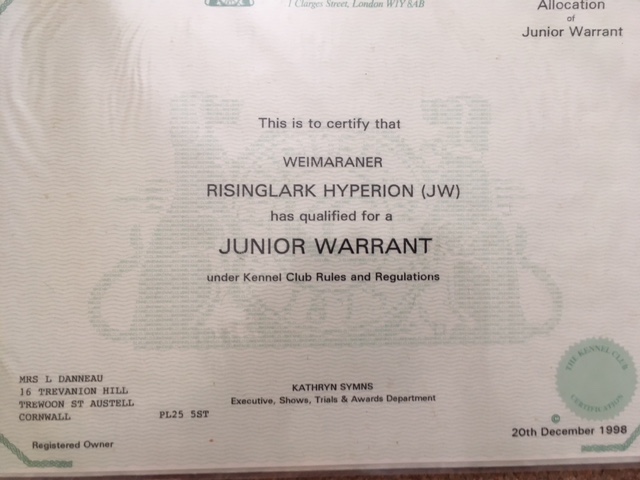 1 Clarges Street, London W1Y 8AB
Allocation
of
Junior Warrant
This is to certify that
WEIMARANER
RISINGLARK HYPERION (JW)
has qualified for a
JUNIOR WARRANT
under Kennel Club Rules and Regulations
MRS L DANNEAU
16 TREVANION HILL
TREWOON ST AUSTELL
CORNWALL PL25 5ST
Registered Owner
KATHRYN SYMNS
Executive, Shows, Trials & Awards Department
THE KENNEL CLUB
CERTIFICATION
©
20th December 1998